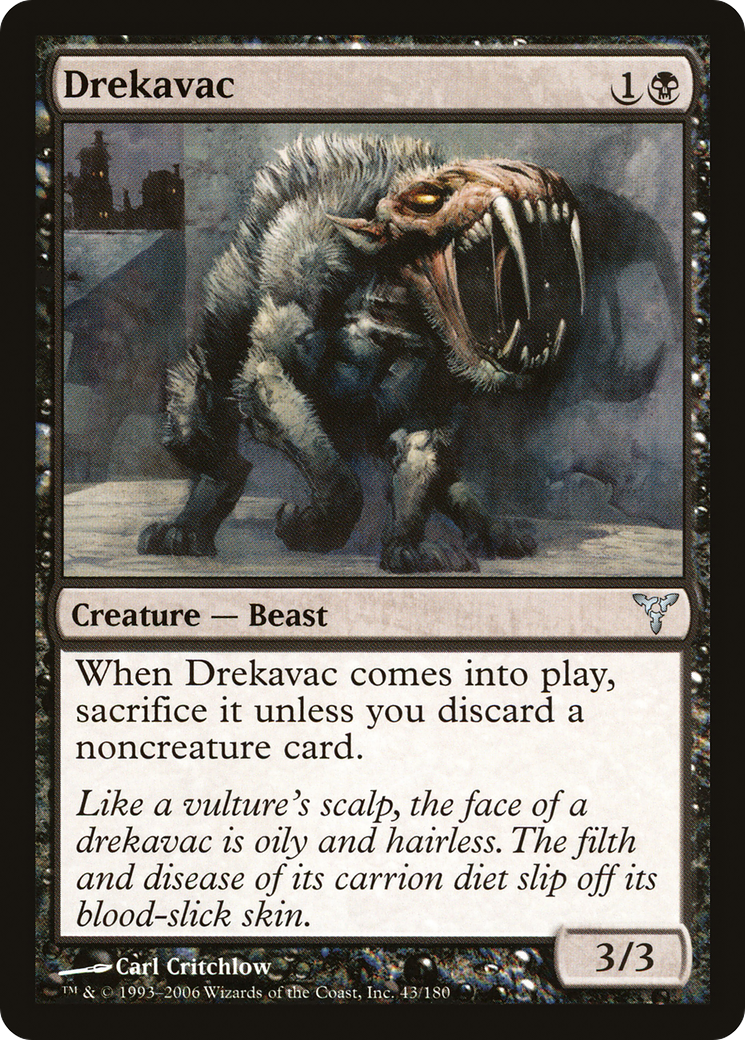 Drekavac 1
Creature — Beast
When Drekavac comes into play,
sacrifice it unless you discard a
noncreature card.
Like a vulture's scalp, the face of a
drekavac is oily and hairless. The filth
and disease of its carrion diet slip off its
blood-slick skin.
3/3
Carl Critchlow
™ & © 1993–2006 Wizards of the Coast, Inc. 43/180